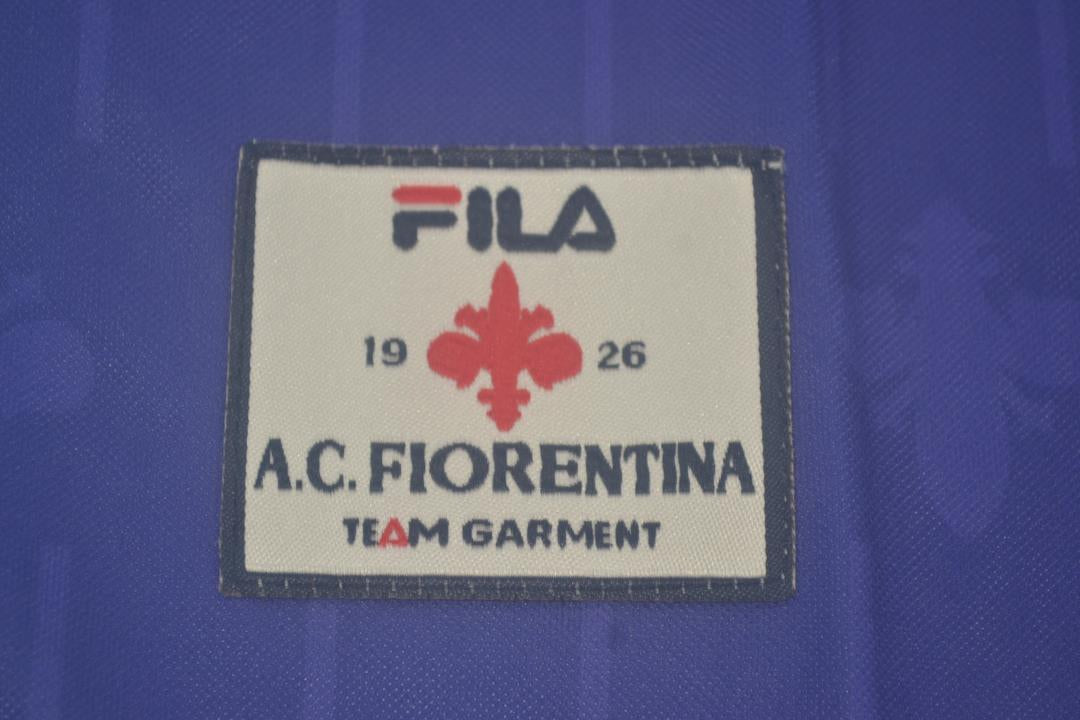 FILA
19 26
A.C. FIORENTINA
TEAM GARMENT